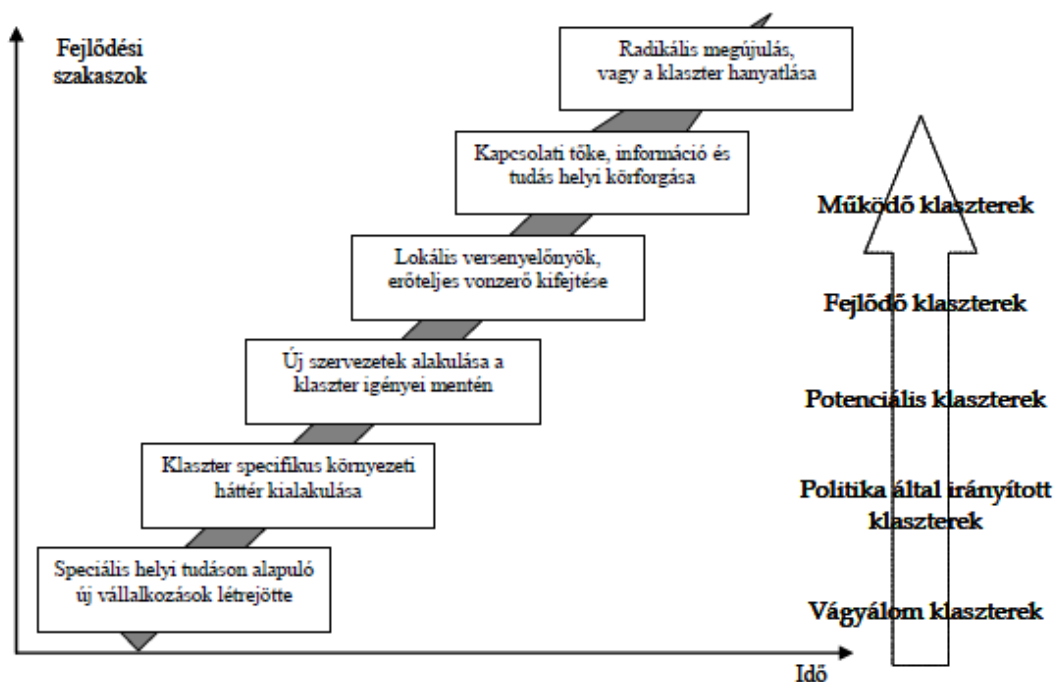 Fejlődési
szakaszok
Radikális megújulás,
vagy a klaszter hanyatlása
Kapcsolati tőke, információ és
tudás helyi körforgása
Lokális versenyelőnyök,
erőteljes vonzerő kifejtése
Új szervezetek alakulása a
klaszter igényei mentén
Klaszter specifikus környezeti
háttér kialakulása
Speciális helyi tudáson alapuló
új vállalkozások létrejötte
Idő
Működő klaszterek
Fejlődő klaszterek
Potenciális klaszterek
Politika által irányított
klaszterek
Vágyálom klaszterek